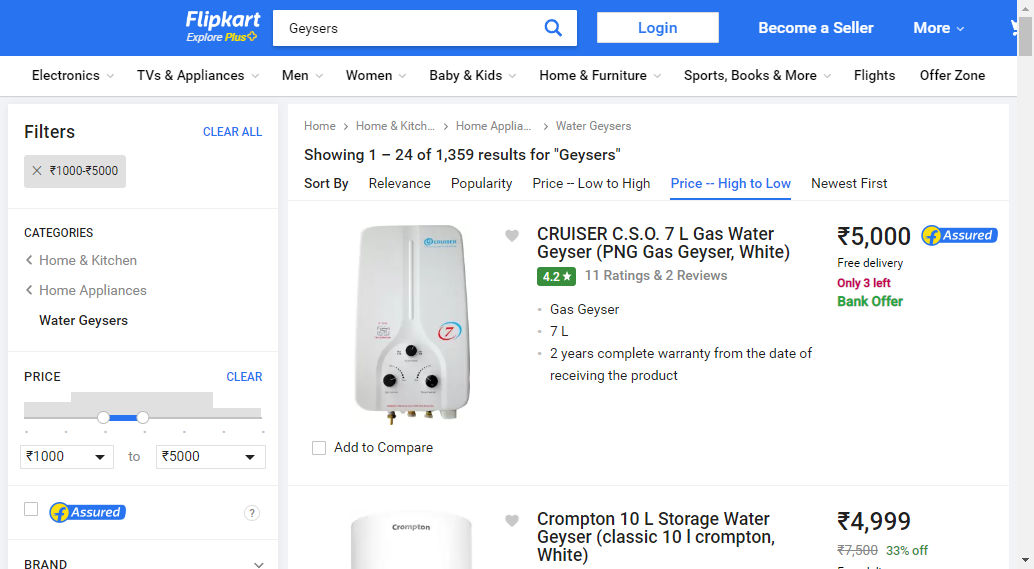 Flipkart
Explore Plus
Geysers
Login
Become a Seller
More
Electronics
TVs & Appliances
Men
Women
Baby & Kids
Home & Furniture
Sports, Books & More
Flights
Offer Zone
Filters
CLEAR ALL
₹1000-₹5000
CATEGORIES
Home & Kitchen
Home Appliances
Water Geysers
PRICE
CLEAR
₹1000
to
₹5000
Assured
?
BRAND
Home
Home & Kitch...
Home Applia...
Water Geysers
Showing 1 – 24 of 1,359 results for "Geysers"
Sort By
Relevance
Popularity
Price -- Low to High
Price -- High to Low
Newest First
CRUISER
7
CRUISER C.S.O. 7 L Gas Water
Geyser (PNG Gas Geyser, White)
4.2★
11 Ratings & 2 Reviews
Gas Geyser
7 L
2 years complete warranty from the date of
receiving the product
₹5,000
Assured
Free delivery
Only 3 left
Bank Offer
Add to Compare
Crompton
Crompton 10 L Storage Water
Geyser (classic 10 l crompton,
White)
₹4,999
₹7,500 33% off